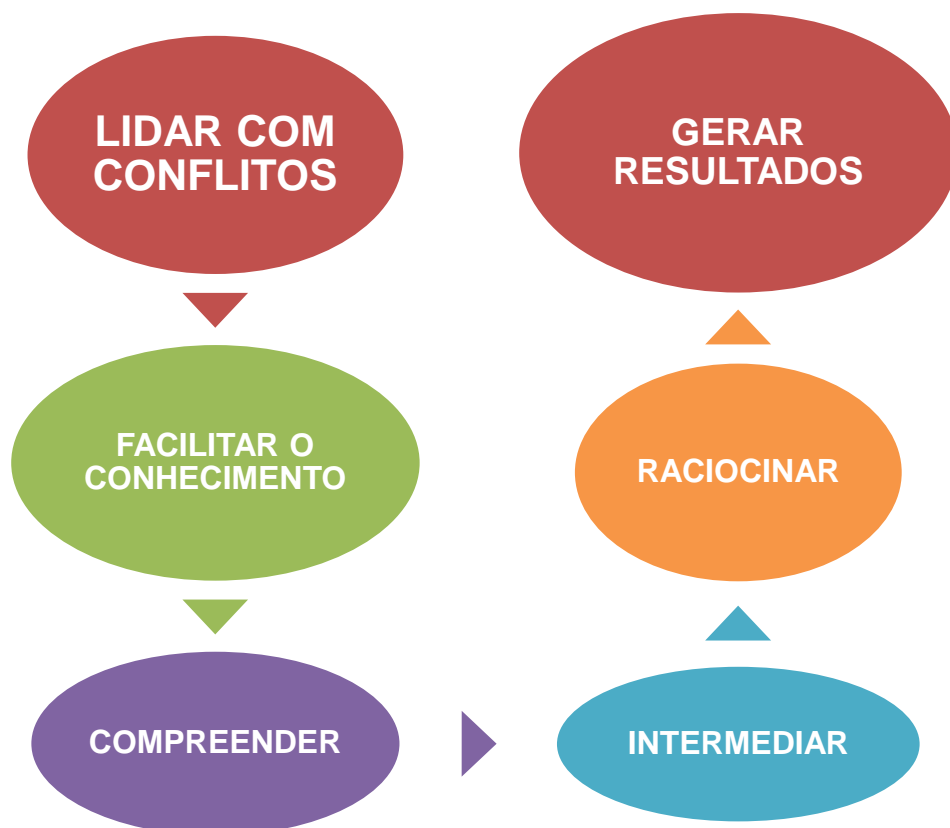 LIDAR COM
CONFLITOS
FACILITAR O
CONHECIMENTO
COMPREENDER
INTERMEDIAR
RACIOCINAR
GERAR
RESULTADOS